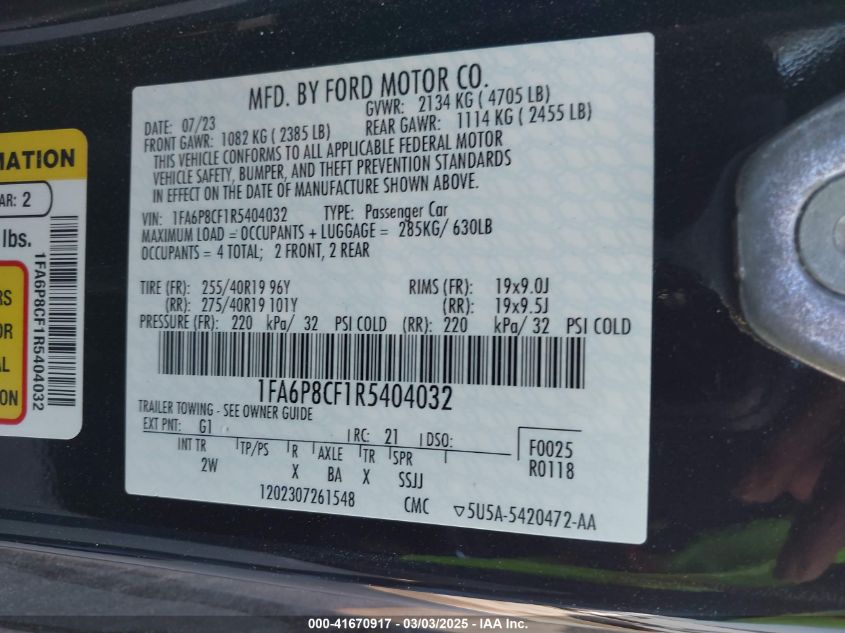 MFD. BY FORD MOTOR CO.
DATE: 07/23 GVWR: 2134 KG ( 4705 LB)
FRONT GAWR: 1082 KG ( 2385 LB) REAR GAWR: 1114 KG ( 2455 LB)
THIS VEHICLE CONFORMS TO ALL APPLICABLE FEDERAL MOTOR
VEHICLE SAFETY, BUMPER, AND THEFT PREVENTION STANDARDS
IN EFFECT ON THE DATE OF MANUFACTURE SHOWN ABOVE.
VIN: 1FA6P8CF1R5404032 TYPE: Passenger Car
MAXIMUM LOAD = OCCUPANTS + LUGGAGE = 285KG/ 630LB
OCCUPANTS = 4 TOTAL; 2 FRONT, 2 REAR
TIRE (FR): 255/40R19 96Y RIMS (FR): 19x9.0J
(RR): 275/40R19 101Y (RR): 19x9.5J
PRESSURE (FR): 220 kPa/ 32 PSI COLD (RR): 220 kPa/ 32 PSI COLD
1FA6P8CF1R5404032
TRAILER TOWING - SEE OWNER GUIDE
EXT PNT: G1 RC: 21 DSO: F0025
INT TR TP/PS R AXLE TR SPR R0118
2W X BA X SSJJ
1202307261548 CMC ▽5U5A-5420472-AA
MATION
AR: 2
lbs.
RS
OR
AL
ON
1FA6P8CF1R5404032
000-41670917 - 03/03/2025 - IAA Inc.